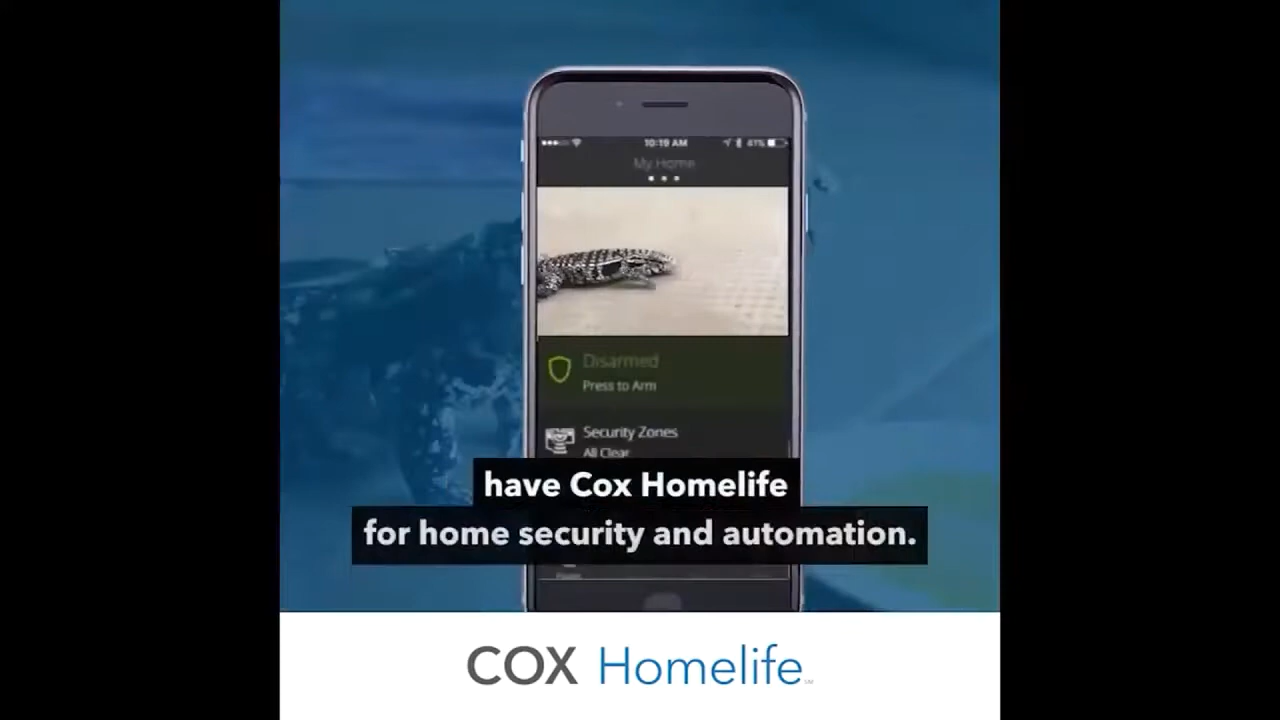 10:19 AM
41%
My Home
Disarmed
Press to Arm
Security Zones
All Clear
have Cox Homelife
for home security and automation.
COX Homelife